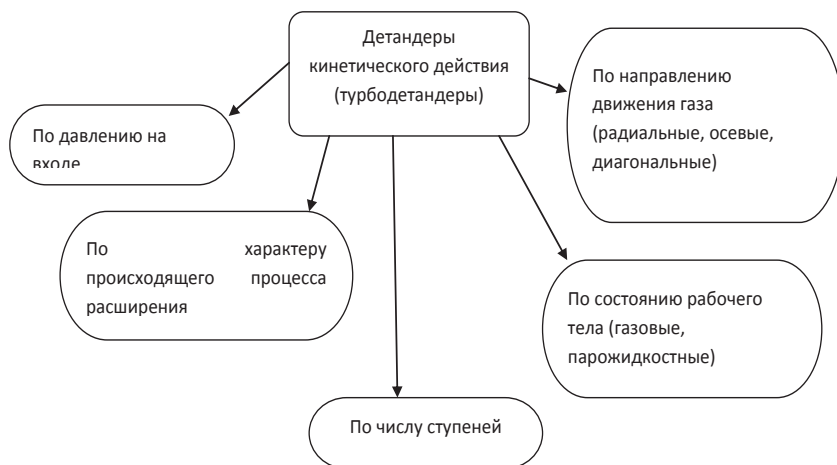 Детандеры
кинетического действия
(турбодетандеры)
По направлению
движения газа
(радиальные, осевые,
диагональные)
По давлению на
входе
По характеру
происходящего процесса
расширения
По состоянию рабочего
тела (газовые,
парожидкостные)
По числу ступеней